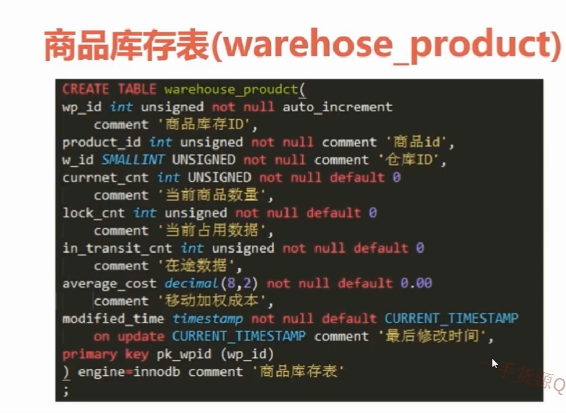 商品库存表(warehose_product)
CREATE TABLE warehouse_proudct(
wp_id int unsigned not null auto_increment
comment '商品库存ID',
product_id int unsigned not null comment '商品id',
w_id SMALLINT UNSIGNED not null comment '仓库ID',
currnet_cnt int UNSIGNED not null default 0
comment '当前商品数量',
lock_cnt int unsigned not null default 0
comment '当前占用数据',
in_transit_cnt int unsigned not null default 0
comment '在途数据',
average_cost decimal(8,2) not null default 0.00
comment '移动加权成本',
modified_time timestamp not null default CURRENT_TIMESTAMP
on update CURRENT_TIMESTAMP comment '最后修改时间',
primary key pk_wpid (wp_id)
) engine=innodb comment '商品库存表'
;